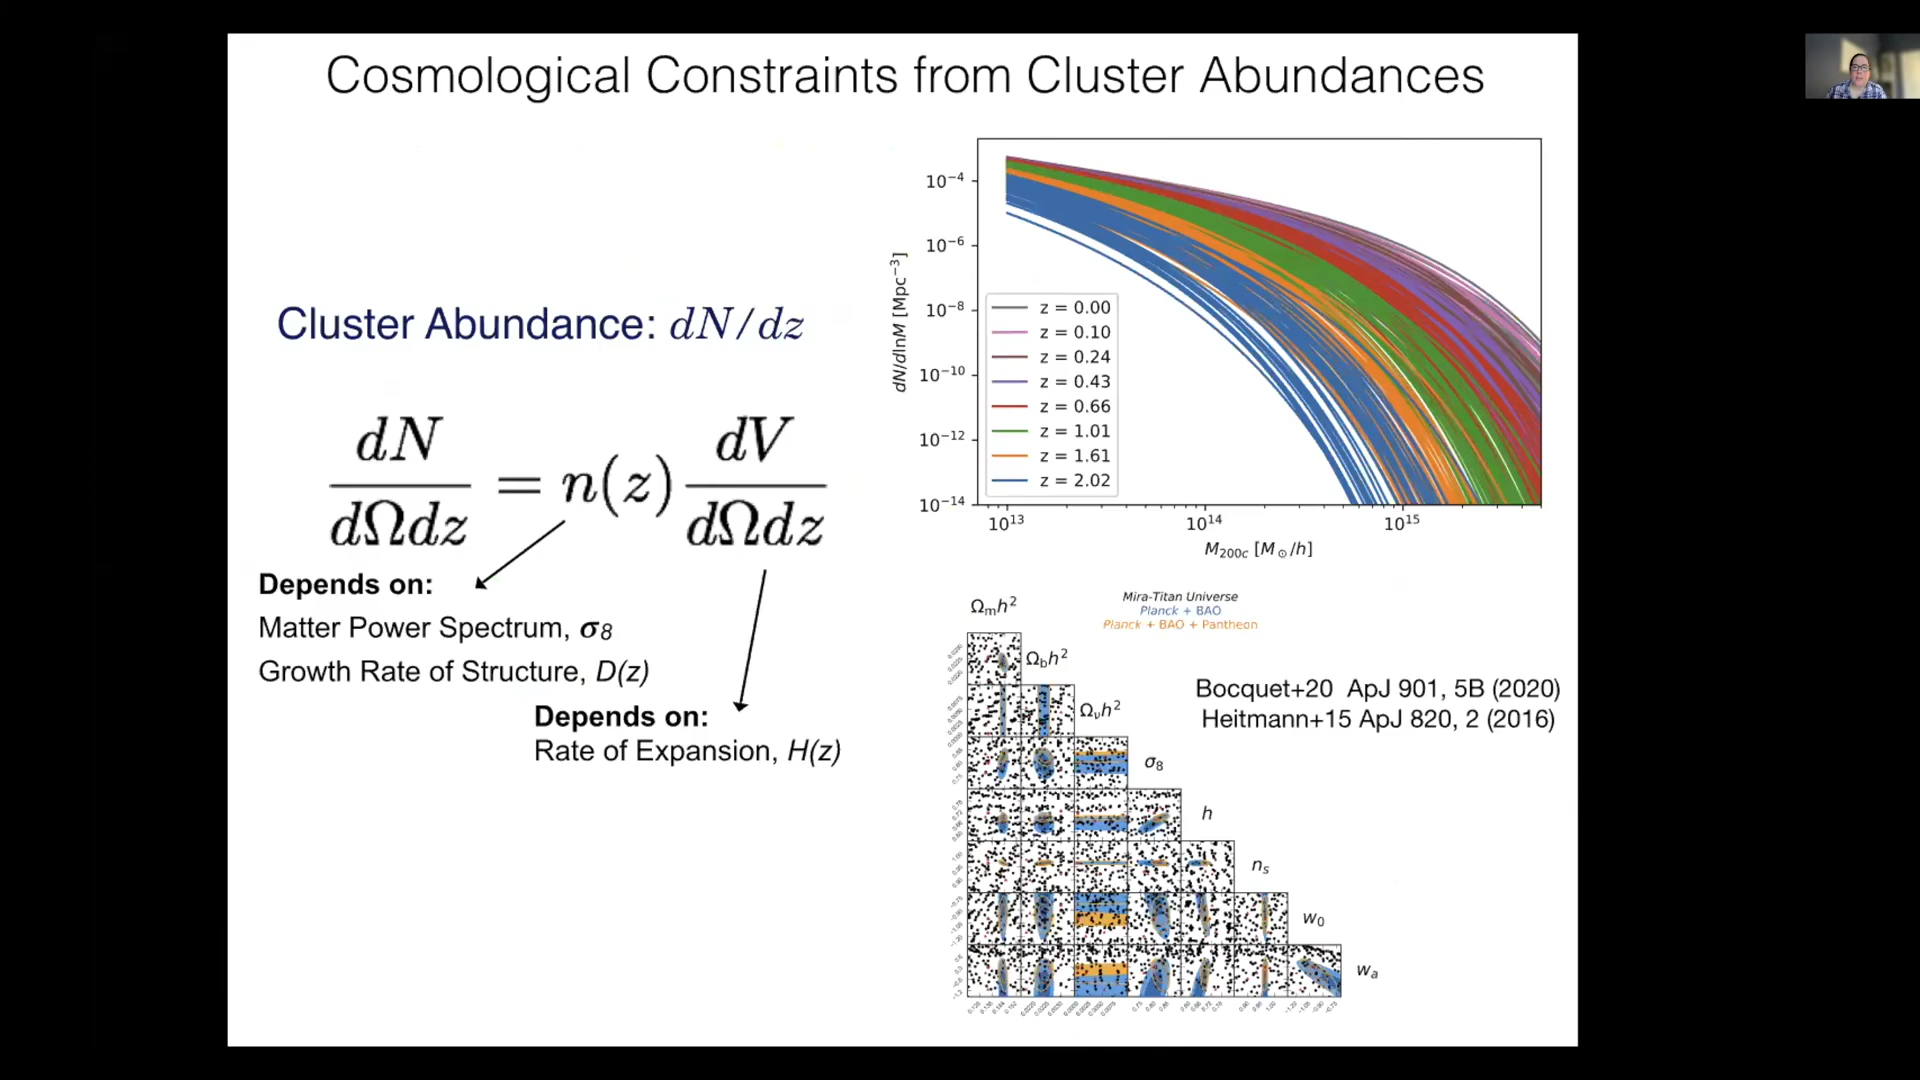 Cosmological Constraints from Cluster Abundances
Cluster Abundance: dN/dz
dN/dΩdz = n(z) dV/dΩdz
Depends on:
Matter Power Spectrum, σ8
Growth Rate of Structure, D(z)
Depends on:
Rate of Expansion, H(z)
dN/dlnM [Mpc⁻³]
10⁻⁴
10⁻⁶
10⁻⁸
10⁻¹⁰
10⁻¹²
10⁻¹⁴
z = 0.00
z = 0.10
z = 0.24
z = 0.43
z = 0.66
z = 1.01
z = 1.61
z = 2.02
10¹³ 10¹⁴ 10¹⁵
M₂₀₀c [M⊙/h]
Mira-Titan Universe
Planck + BAO
Planck + BAO + Pantheon
Ωmh²
Ωbh²
Ωνh²
σ8
h
ns
w0
wa
Bocquet+20 ApJ 901, 5B (2020)
Heitmann+15 ApJ 820, 2 (2016)